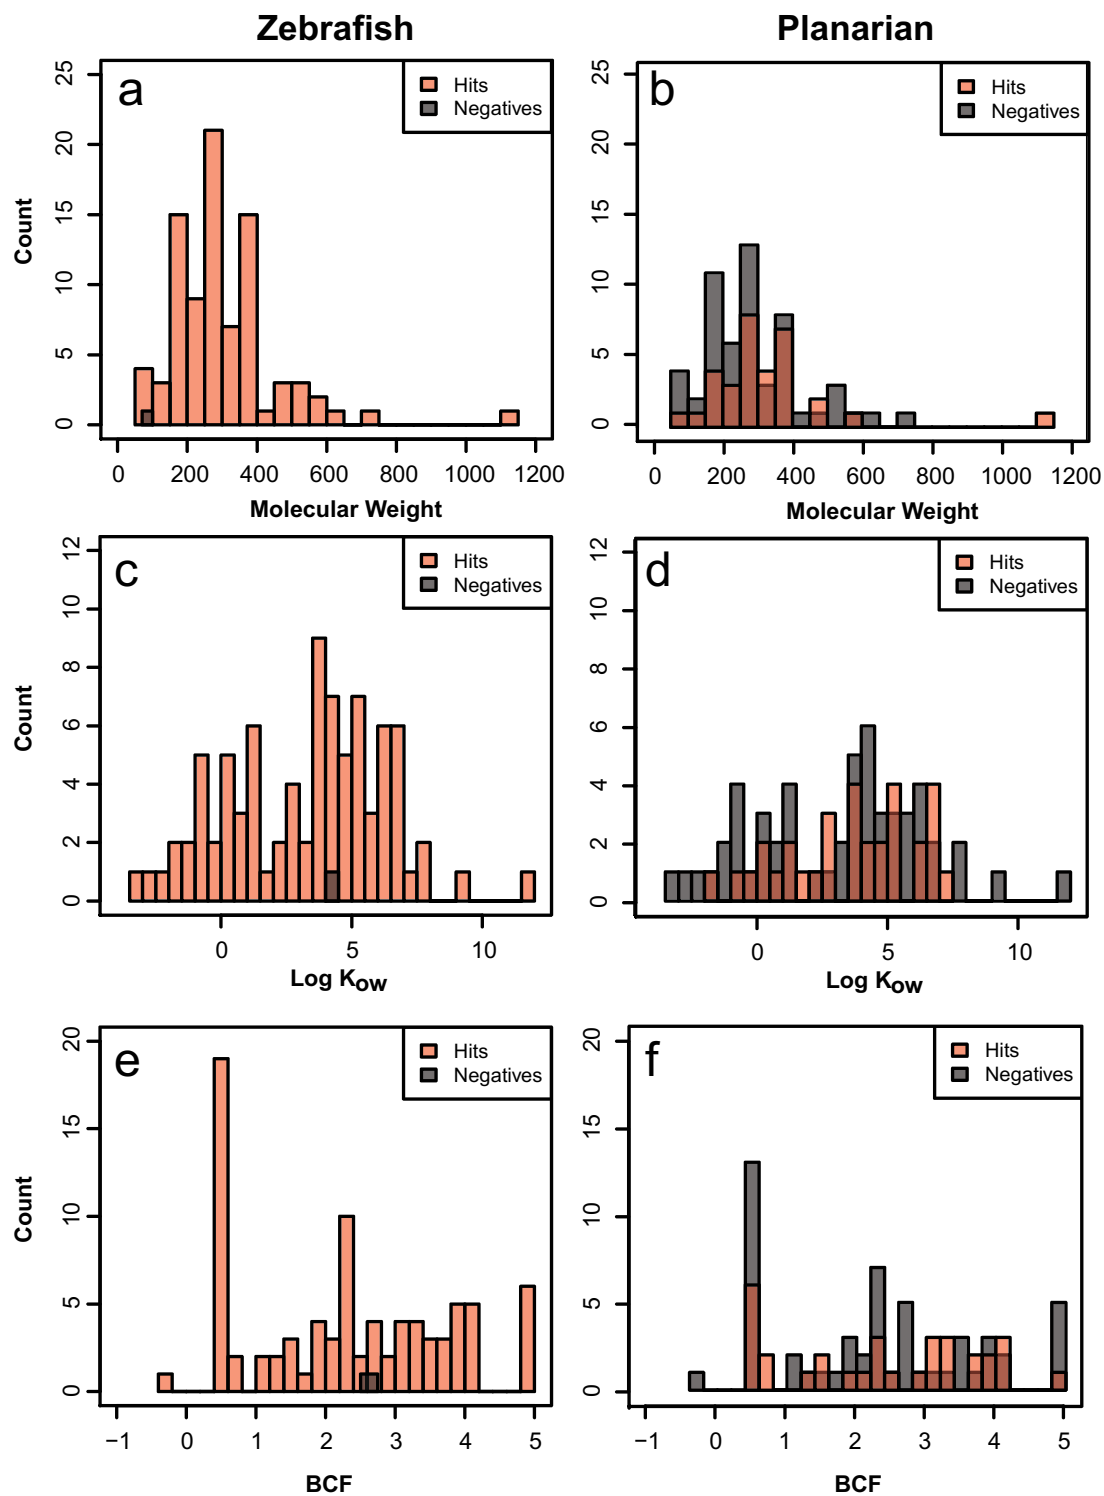 Zebrafish
Planarian
a
Hits
Negatives
Count
25
20
15
10
5
0
0 200 400 600 800 1000 1200
Molecular Weight
b
Hits
Negatives
25
20
15
10
5
0
0 200 400 600 800 1000 1200
Molecular Weight
c
Hits
Negatives
Count
12
10
8
6
4
2
0
0 5 10
Log Kow
d
Hits
Negatives
12
10
8
6
4
2
0
0 5 10
Log Kow
e
Hits
Negatives
Count
20
15
10
5
0
−1 0 1 2 3 4 5
BCF
f
Hits
Negatives
20
15
10
5
0
−1 0 1 2 3 4 5
BCF